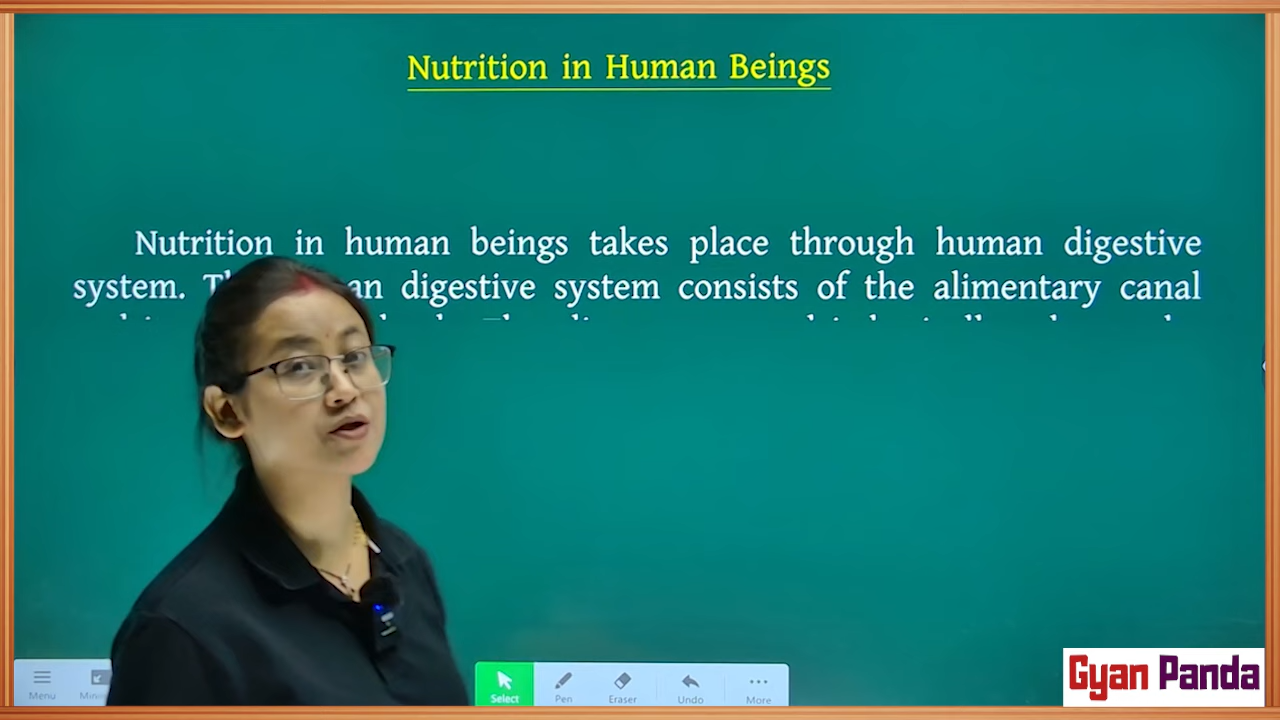 Nutrition in Human Beings
Nutrition in human beings takes place through human digestive
system. an digestive system consists of the alimentary canal
Menu
Select
Pen
Eraser
Undo
More
Gyan Panda